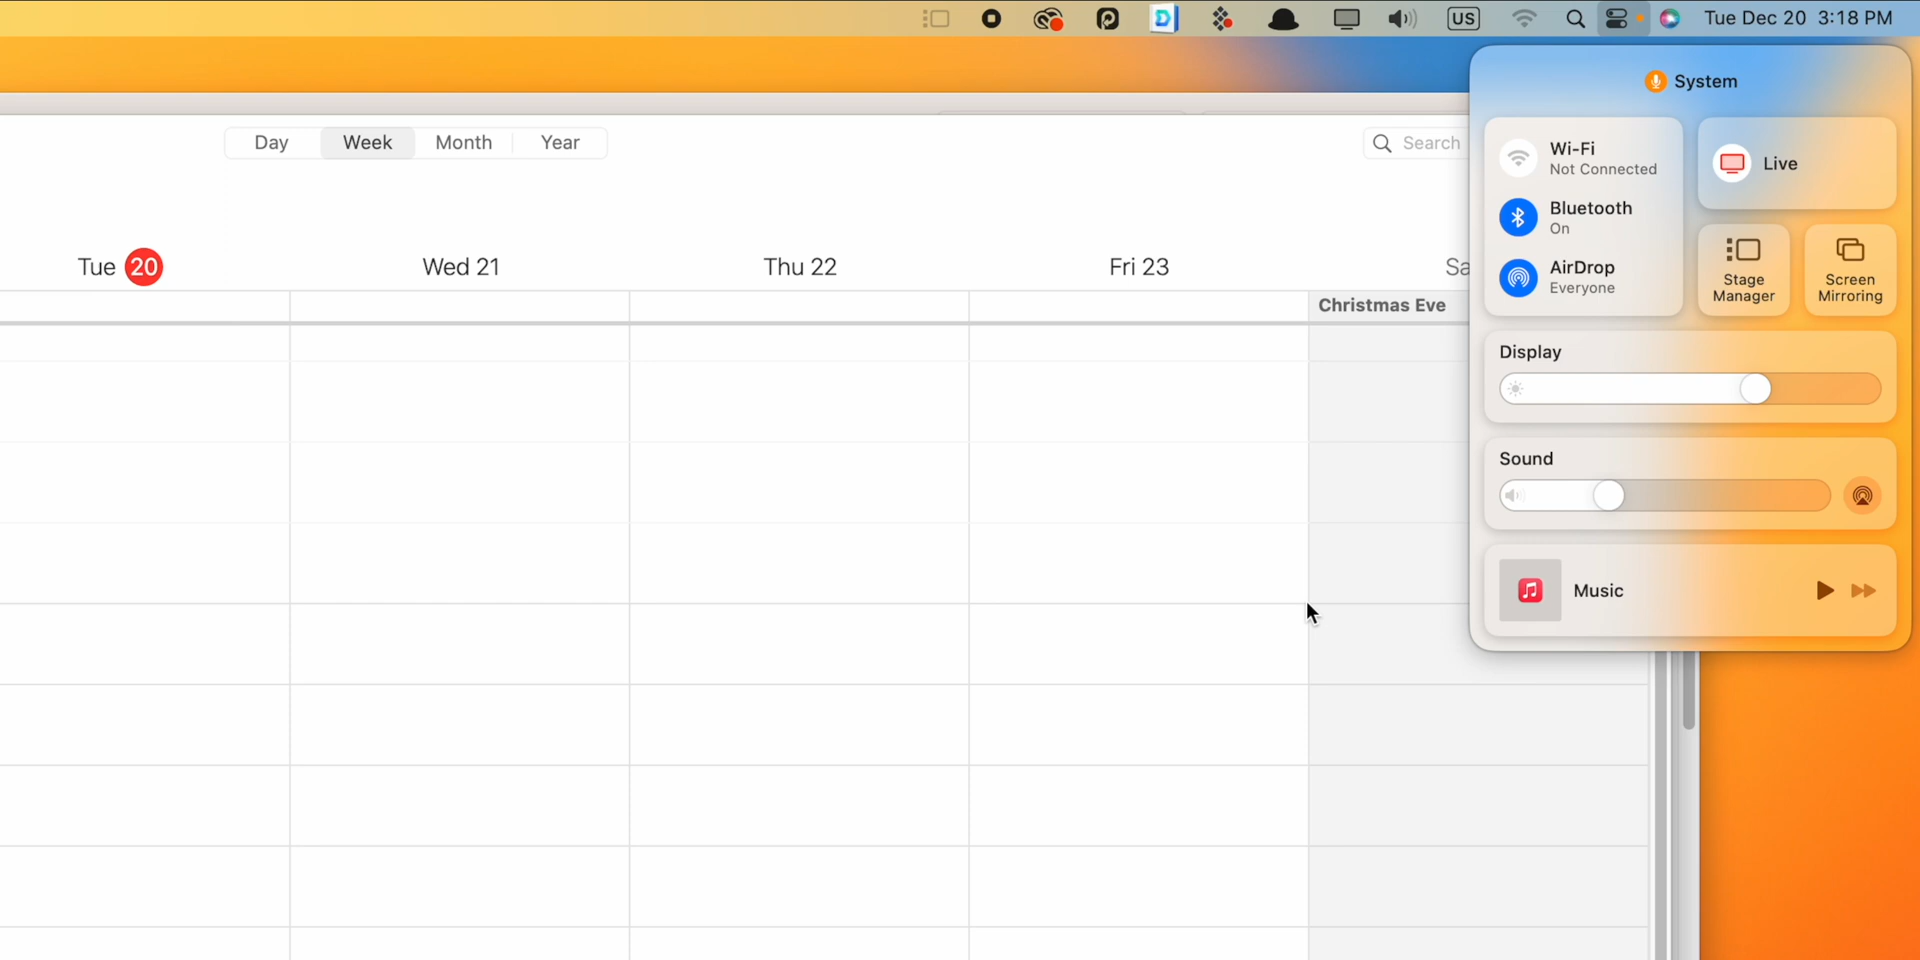 US
Tue Dec 20 3:18 PM
System
Day Week Month Year
Search
Wi-Fi
Not Connected
Live
Bluetooth
On
AirDrop
Everyone
Stage
Manager
Screen
Mirroring
Tue 20
Wed 21
Thu 22
Fri 23
Sa
Christmas Eve
Display
Sound
Music